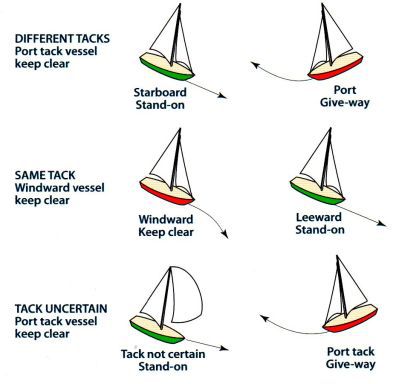 DIFFERENT TACKS
Port tack vessel
keep clear
Starboard
Stand-on
Port
Give-way
SAME TACK
Windward vessel
keep clear
Windward
Keep clear
Leeward
Stand-on
TACK UNCERTAIN
Port tack vessel
keep clear
Tack not certain
Stand-on
Port tack
Give-way